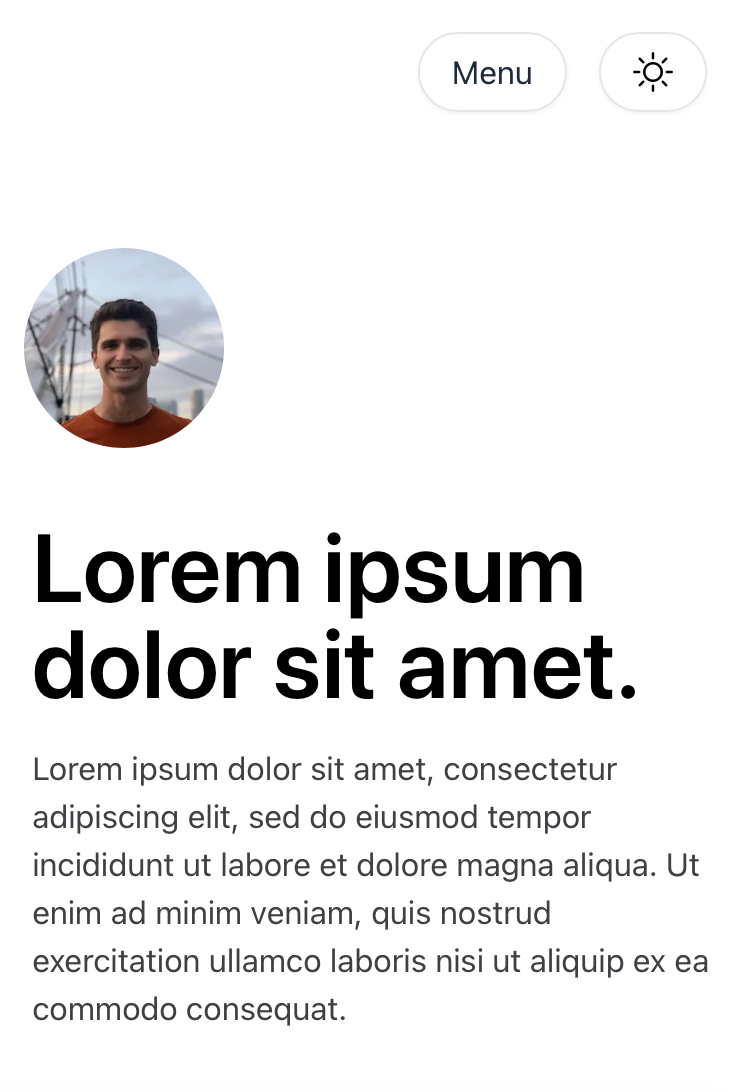 Menu
Lorem ipsum
dolor sit amet.
Lorem ipsum dolor sit amet, consectetur
adipiscing elit, sed do eiusmod tempor
incididunt ut labore et dolore magna aliqua. Ut
enim ad minim veniam, quis nostrud
exercitation ullamco laboris nisi ut aliquip ex ea
commodo consequat.